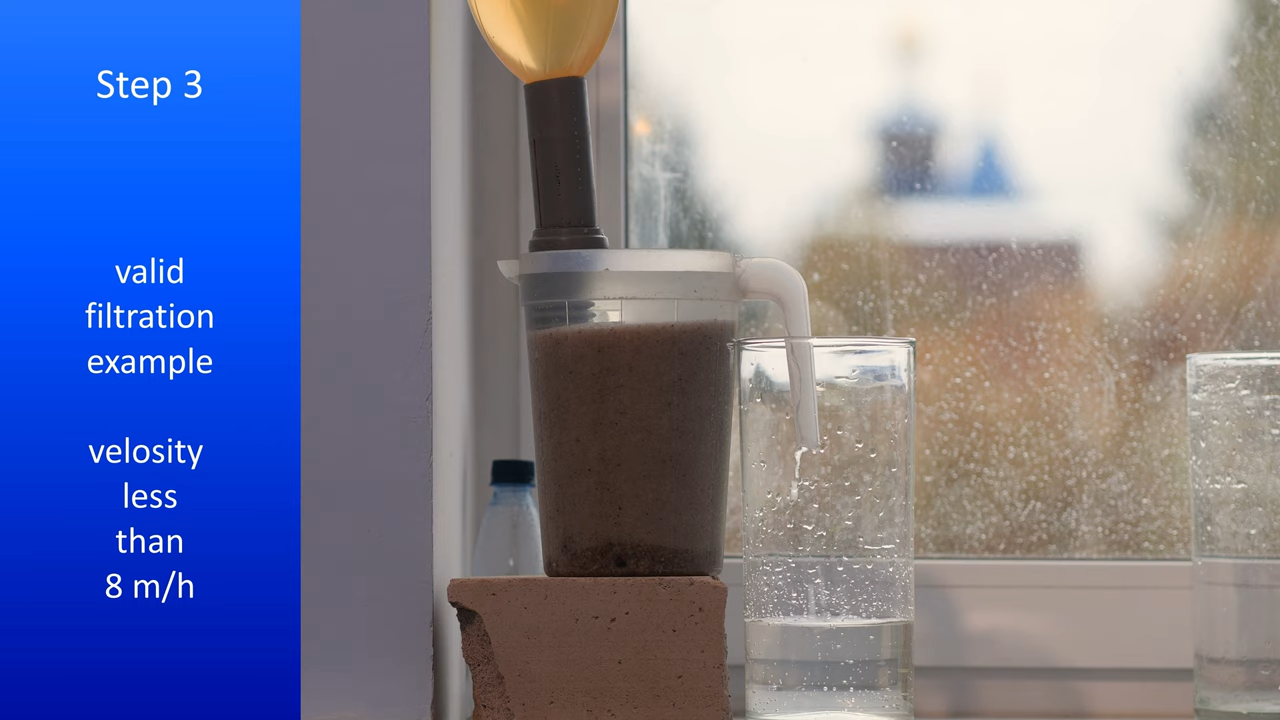 Step 3
valid
filtration
example
velosity
less
than
8 m/h